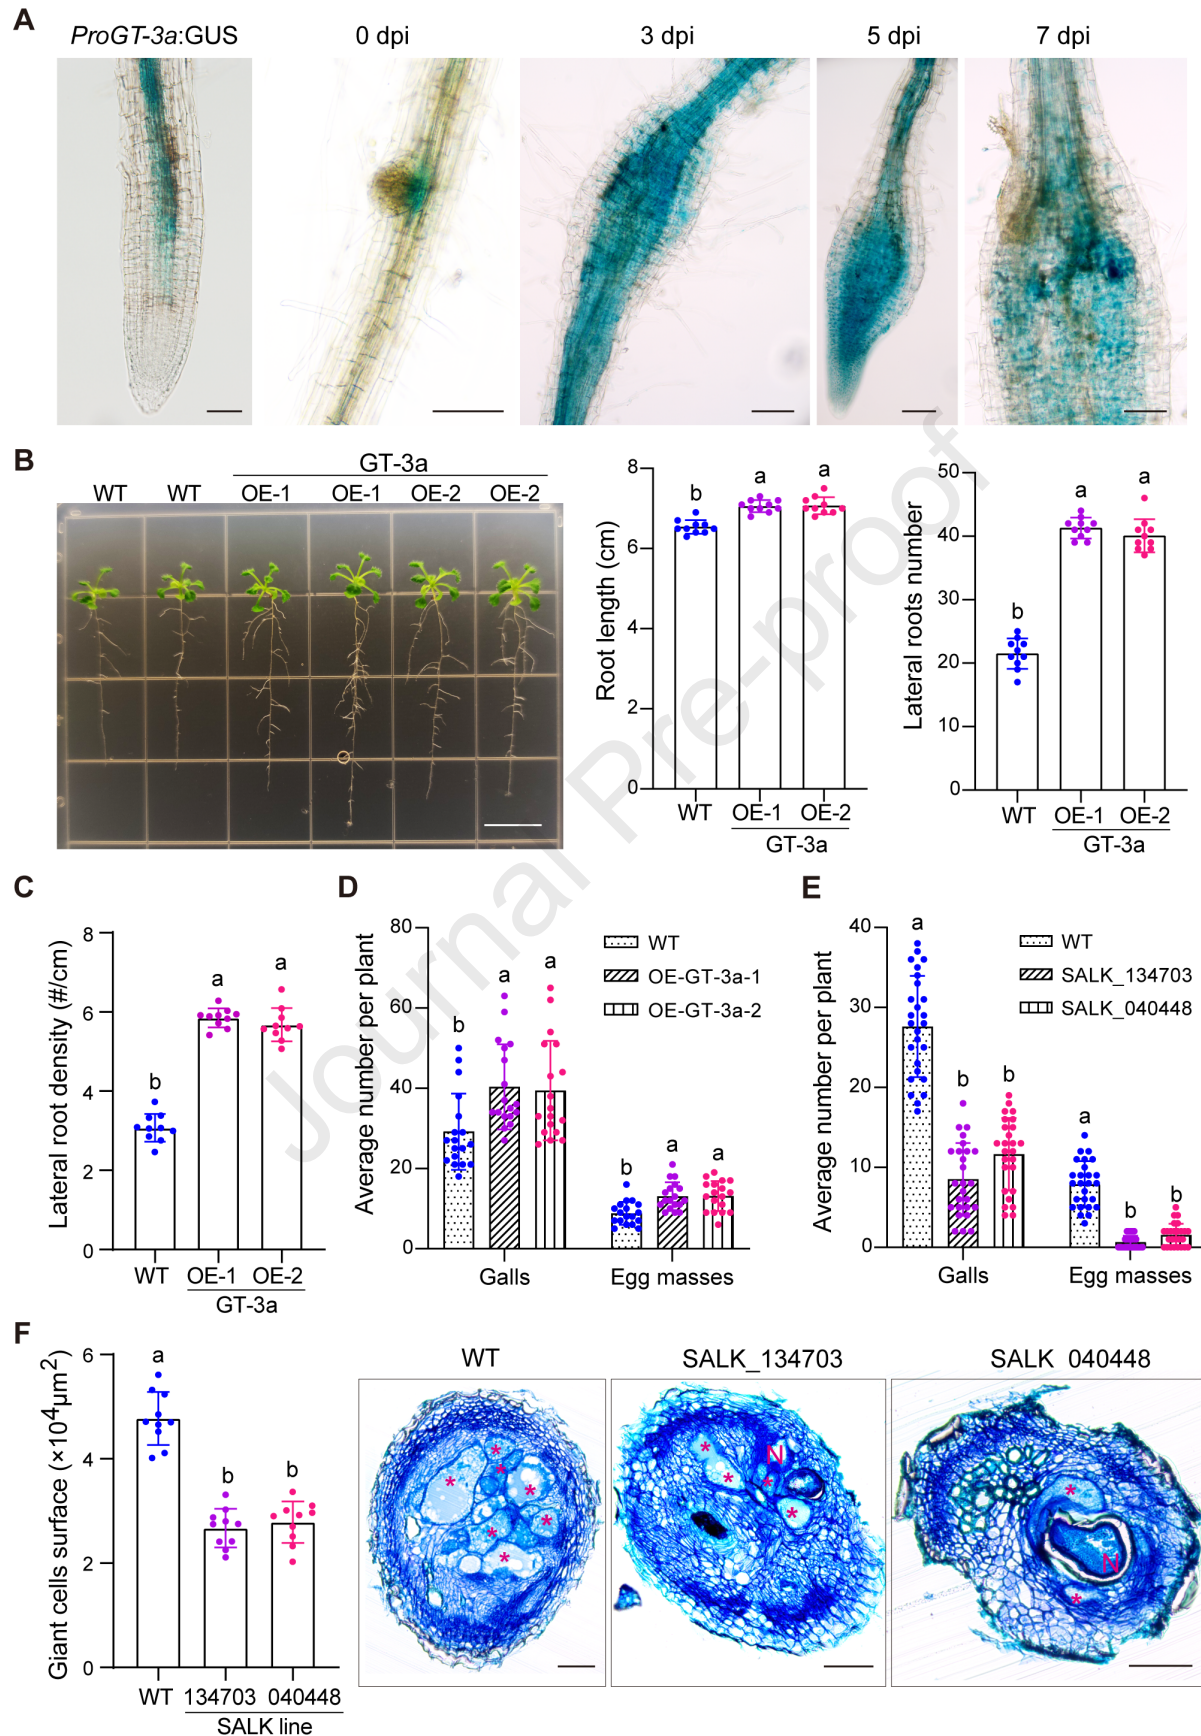 A
ProGT-3a:GUS
0 dpi
3 dpi
5 dpi
7 dpi
B
GT-3a
WT WT OE-1 OE-1 OE-2 OE-2
Root length (cm)
8
6
4
2
0
b a a
WT OE-1 OE-2
GT-3a
Lateral roots number
50
40
30
20
10
0
b a a
WT OE-1 OE-2
GT-3a
Journal Pre-proof
C
Lateral root density (#/cm)
8
6
4
2
0
b a a
WT OE-1 OE-2
GT-3a
D
Average number per plant
80
60
40
20
0
WT
OE-GT-3a-1
OE-GT-3a-2
b a a
b a a
Galls Egg masses
E
Average number per plant
40
30
20
10
0
WT
SALK_134703
SALK_040448
a b b
a b b
Galls Egg masses
F
Giant cells surface (×10⁴μm²)
6
4
2
0
a b b
WT 134703 040448
SALK line
WT
* * * * * * *
SALK_134703
* * * *
N
SALK_040448
* *
N